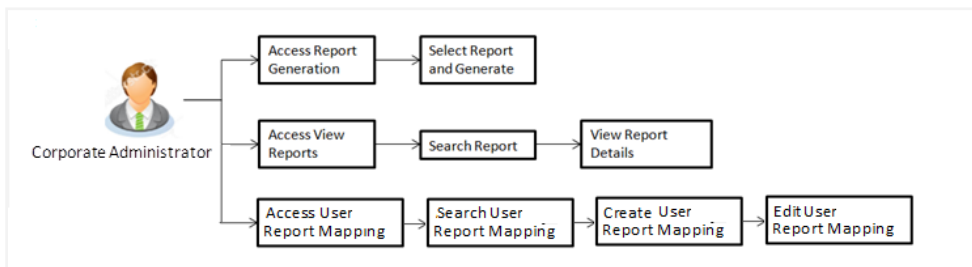 Access Report
Generation
Select Report
and Generate
Corporate Administrator
Access View
Reports
Search Report
View Report
Details
Access User
Report Mapping
.Search User
Report Mapping
Create User
Report Mapping
Edit User
Report Mapping